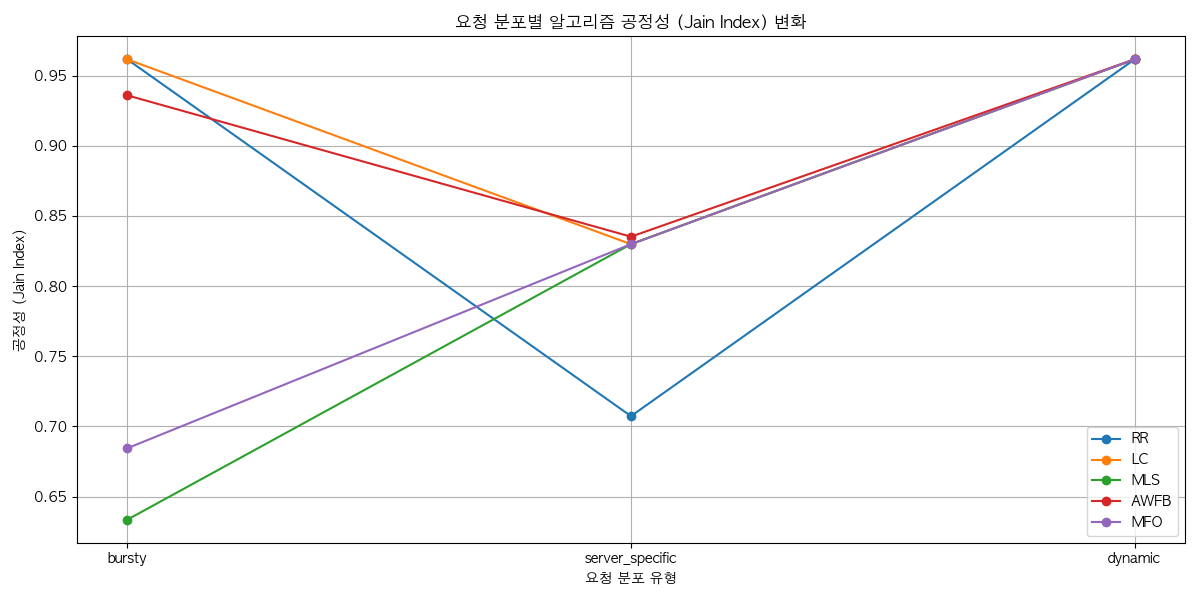 요청 분포별 알고리즘 공정성 (Jain Index) 변화
공정성 (Jain Index)
0.95
0.90
0.85
0.80
0.75
0.70
0.65
bursty
server_specific
dynamic
요청 분포 유형
RR
LC
MLS
AWFB
MFO